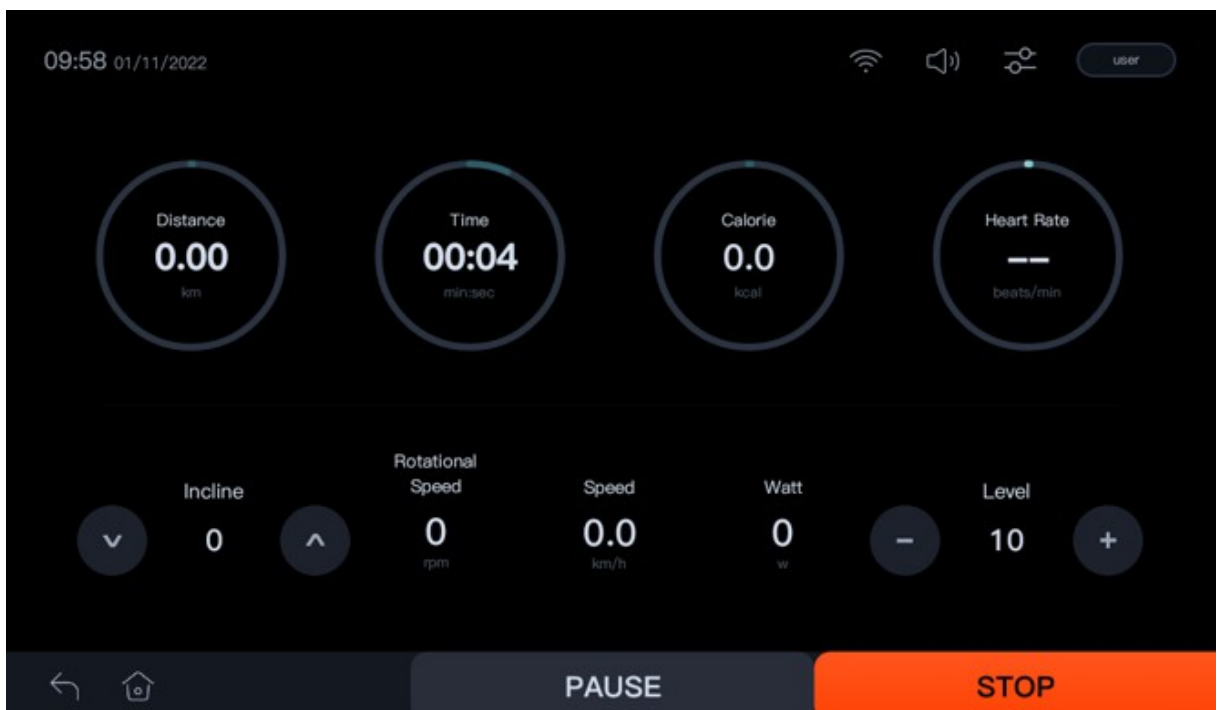 09:58 01/11/2022
user
Distance
0.00
km
Time
00:04
min:sec
Calorie
0.0
kcal
Heart Rate
--
beats/min
Incline
0
Rotational
Speed
0
rpm
Speed
0.0
km/h
Watt
0
w
Level
-
10
+
PAUSE
STOP